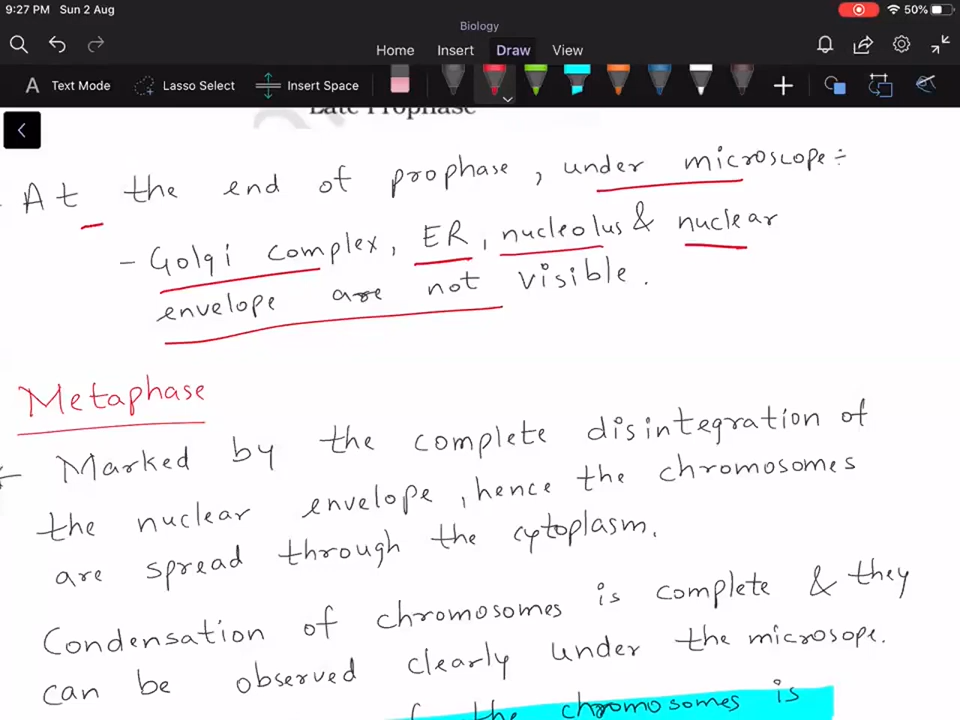 9:27 PM Sun 2 Aug 50%
Biology
Home Insert Draw View
Text Mode Lasso Select Insert Space
Late Prophase
At the end of prophase, under microscope ÷
- Golgi complex, ER, nucleolus & nuclear
envelope are not visible.
Metaphase
Marked by the complete disintegration of
the nuclear envelope, hence the chromosomes
are spread through the cytoplasm.
Condensation of chromosomes is complete & they
can be observed clearly under the microsope.
the chromosomes is